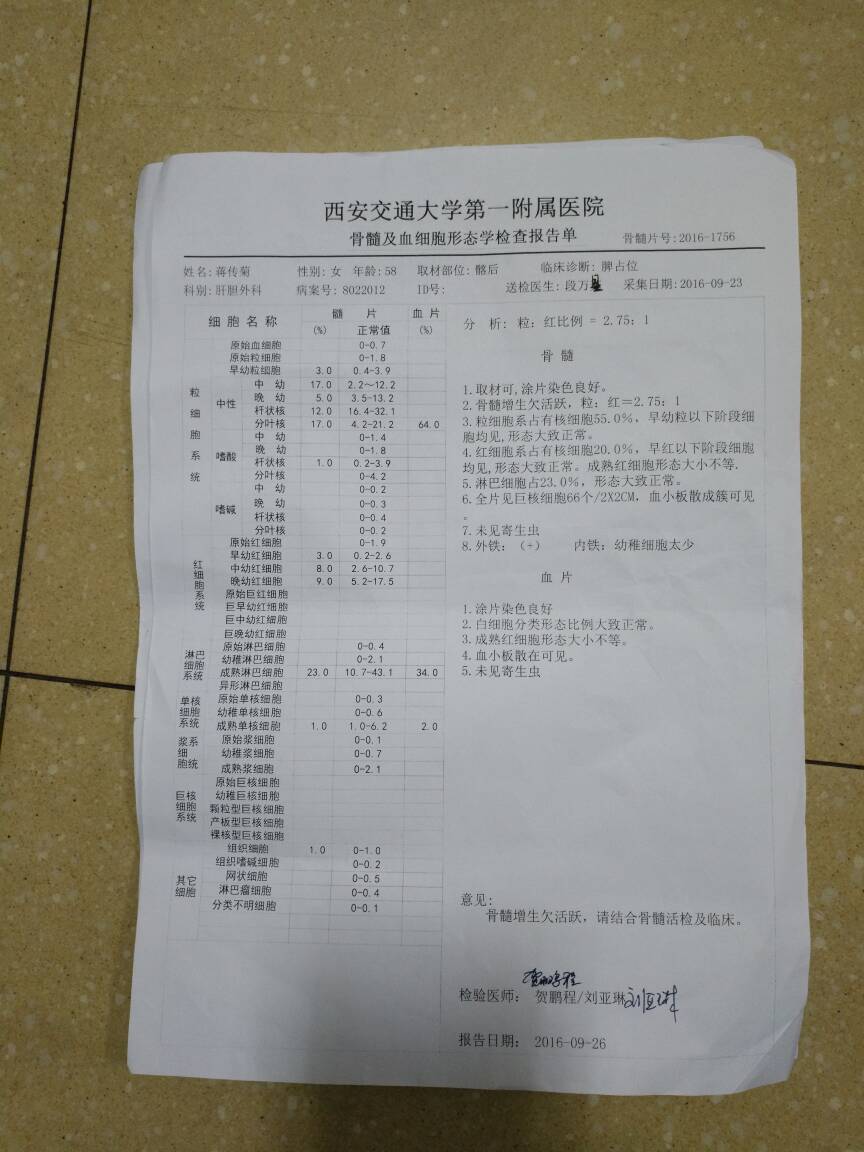 西安交通大学第一附属医院
骨髓及血细胞形态学检查报告单
骨髓片号:2016-1756
姓名:蒋传菊 性别:女 年龄:58 取材部位:髂后 临床诊断:脾占位
科别:肝胆外科 病案号:8022012 ID号: 送检医生:段万 采集日期:2016-09-23
细胞名称 髓片 血片
(%) 正常值 (%)
粒细胞系统
原始血细胞 0-0.7
原始粒细胞 0-1.8
早幼粒细胞 3.0 0.4-3.9
中性
中幼 17.0 2.2~12.2
晚幼 5.0 3.5-13.2
杆状核 12.0 16.4-32.1
分叶核 17.0 4.2-21.2 64.0
嗜酸
中幼 0-1.4
晚幼 0-1.8
杆状核 1.0 0.2-3.9
分叶核 0-4.2
嗜碱
中幼 0-0.2
晚幼 0-0.3
杆状核 0-0.4
分叶核 0-0.2
红细胞系统
原始红细胞 0-1.9
早幼红细胞 3.0 0.2-2.6
中幼红细胞 8.0 2.6-10.7
晚幼红细胞 9.0 5.2-17.5
原始巨红细胞
巨早幼红细胞
巨中幼红细胞
巨晚幼红细胞
淋巴细胞系统
原始淋巴细胞 0-0.4
幼稚淋巴细胞 0-2.1
成熟淋巴细胞 23.0 10.7-43.1 34.0
异形淋巴细胞
单核细胞系统
原始单核细胞 0-0.3
幼稚单核细胞 0-0.6
成熟单核细胞 1.0 1.0-6.2 2.0
浆系细胞统
原始浆细胞 0-0.1
幼稚浆细胞 0-0.7
成熟浆细胞 0-2.1
巨核细胞系统
原始巨核细胞
幼稚巨核细胞
颗粒型巨核细胞
产板型巨核细胞
裸核型巨核细胞
其它细胞
组织细胞 1.0 0-1.0
组织嗜碱细胞 0-0.2
网状细胞 0-0.5
淋巴瘤细胞 0-0.4
分类不明细胞 0-0.1
分 析: 粒:红比例 = 2.75:1
骨 髓
1.取材可,涂片染色良好。
2.骨髓增生欠活跃,粒:红=2.75:1
3.粒细胞系占有核细胞55.0%,早幼粒以下阶段细
胞均见,形态大致正常。
4.红细胞系占有核细胞20.0%,早红以下阶段细胞
均见,形态大致正常。成熟红细胞形态大小不等.
5.淋巴细胞占23.0%,形态大致正常。
6.全片见巨核细胞66个/2X2CM,血小板散成簇可见
。
7.未见寄生虫
8.外铁:(+) 内铁:幼稚细胞太少
血 片
1.涂片染色良好
2.白细胞分类形态比例大致正常。
3.成熟红细胞形态大小不等。
4.血小板散在可见。
5.未见寄生虫
意见:
骨髓增生欠活跃,请结合骨髓活检及临床。
贺鹏程
检验医师: 贺鹏程/刘亚琳 刘亚琳
报告日期: 2016-09-26